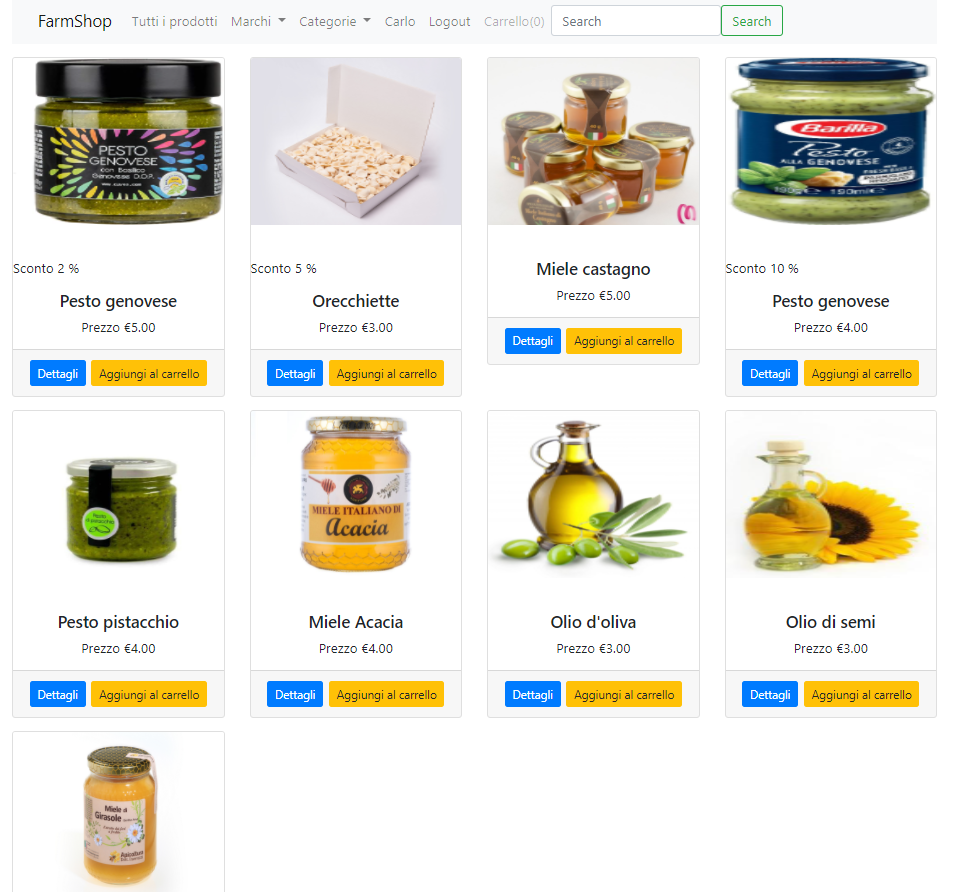 FarmShop Tutti i prodotti Marchi Categorie Carlo Logout Carrello(0) Search Search
PESTO
GENOVESE
con Basilico
Genovese D.O.P.
Barilla
Pesto
ALLA GENOVESE
190g 190ml
Sconto 2 %
Pesto genovese
Prezzo €5.00
Dettagli Aggiungi al carrello
Sconto 5 %
Orecchiette
Prezzo €3.00
Dettagli Aggiungi al carrello
Miele castagno
Prezzo €5.00
Dettagli Aggiungi al carrello
Sconto 10 %
Pesto genovese
Prezzo €4.00
Dettagli Aggiungi al carrello
Pesto
di pistacchio
Pesto pistacchio
Prezzo €4.00
Dettagli Aggiungi al carrello
MIELE ITALIANO DI
Acacia
Miele Acacia
Prezzo €4.00
Dettagli Aggiungi al carrello
Olio d'oliva
Prezzo €3.00
Dettagli Aggiungi al carrello
Olio di semi
Prezzo €3.00
Dettagli Aggiungi al carrello
Miele di
Girasole